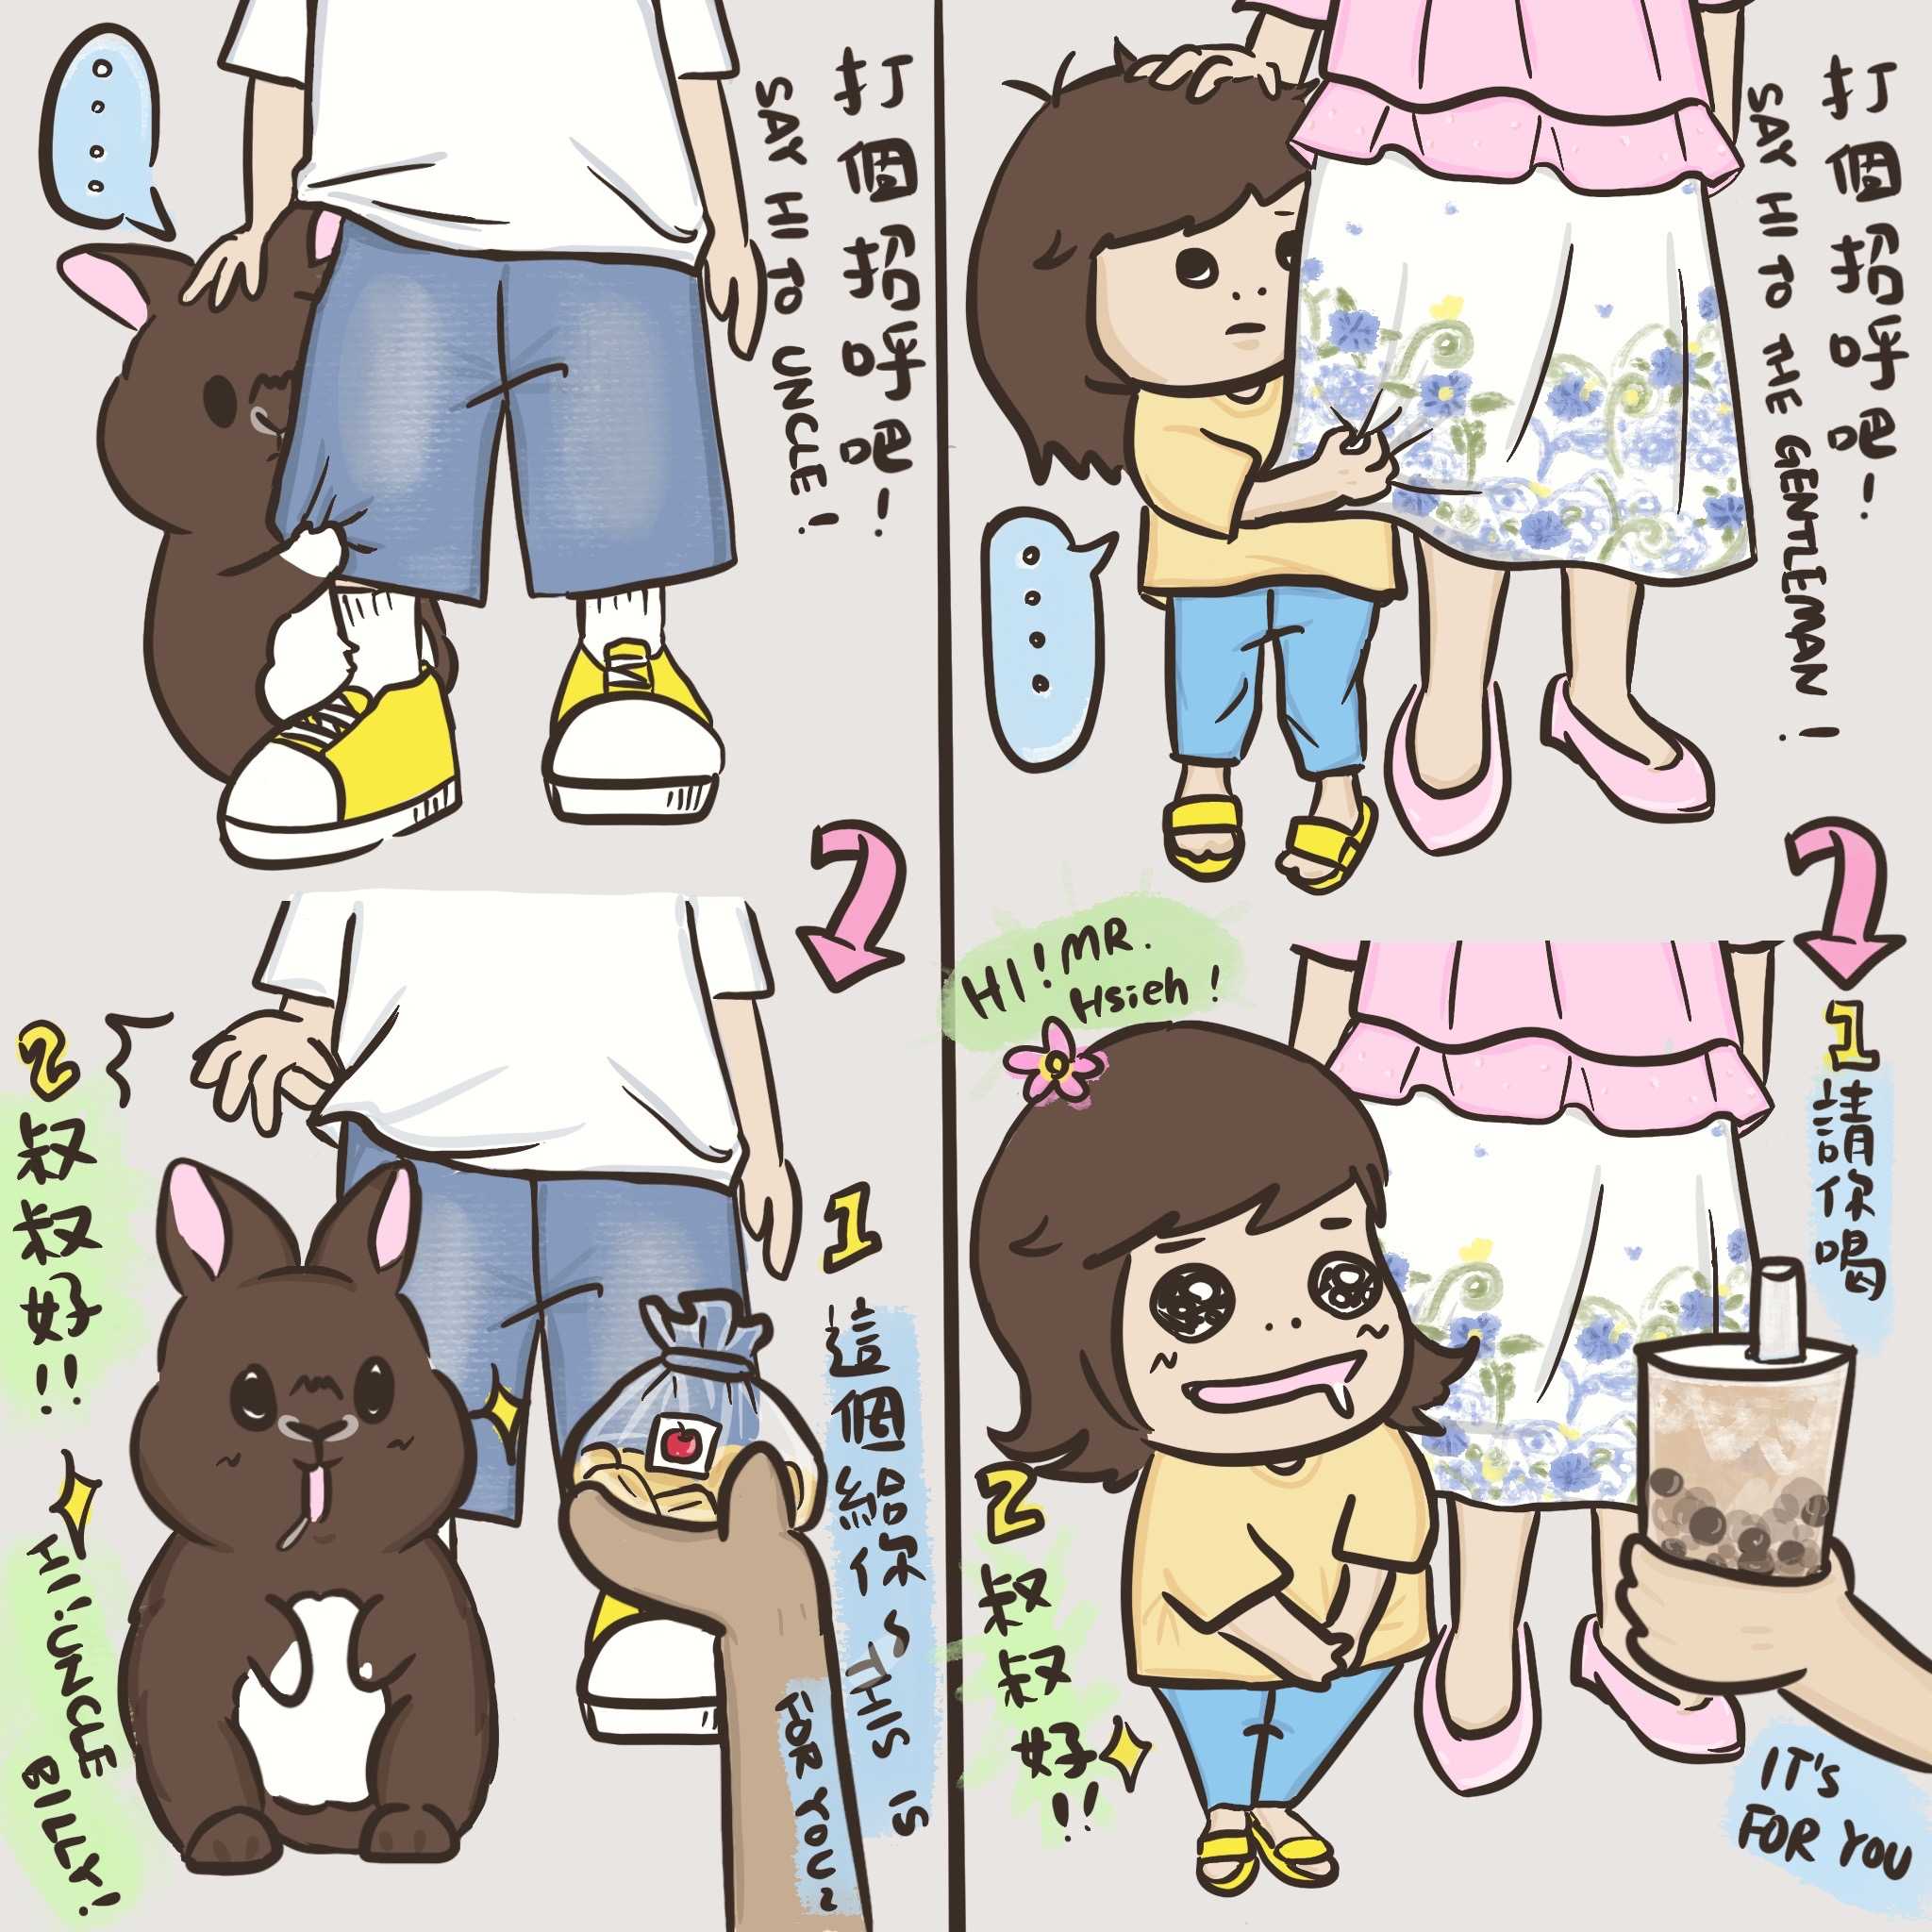 打個招呼吧!
SAY HI TO UNCLE!
1
這個給你~
THIS IS
FOR YOU~
2
叔叔好!!
HI! UNCLE
BILLY!
打個招呼吧!
SAY HI TO THE GENTLEMAN!
1
請你喝
IT'S
FOR YOU
2
叔叔好!!
HI! MR.
Hsieh!